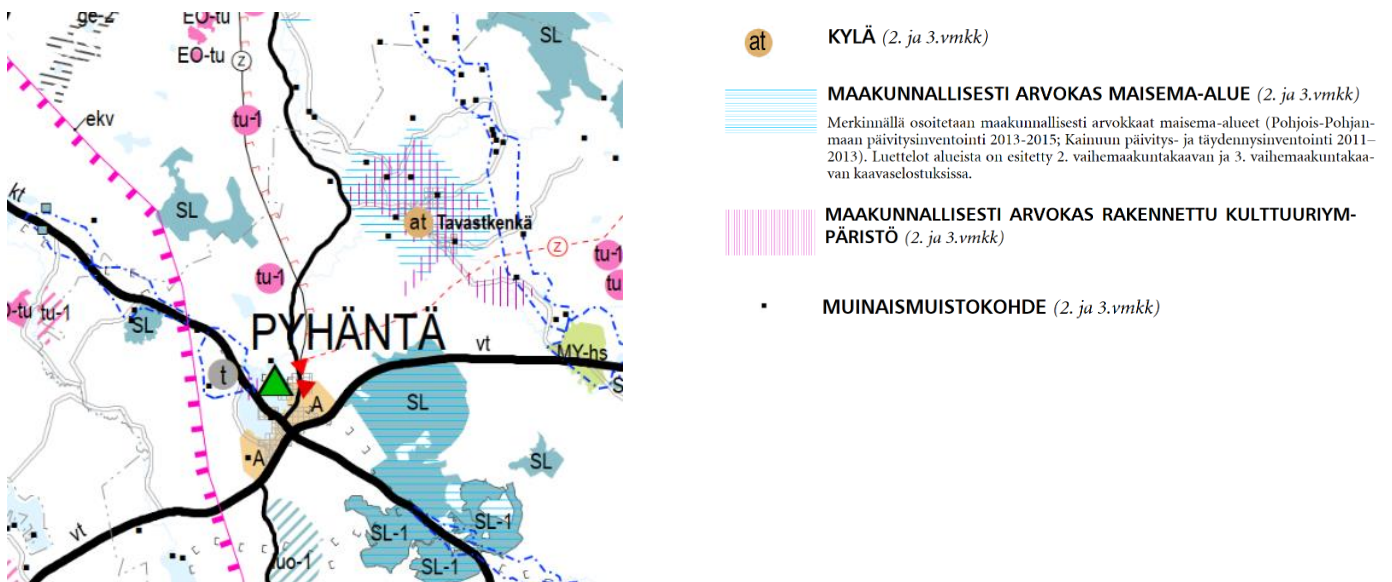 ge-2
EO-tu
EO-tu
z
SL
ekv
tu-1
kt
SL
at Tavastkenkä
z
tu-1
tu-1
tu
tu-1
SL
PYHÄNTÄ
vt
MY-hs
t
A
SL
A
SL
vt
SL-1
SL-1
SL-1
luo-1
at
KYLÄ (2. ja 3.vmkk)
MAAKUNNALLISESTI ARVOKAS MAISEMA-ALUE (2. ja 3.vmkk)
Merkinnällä osoitetaan maakunnallisesti arvokkaat maisema-alueet (Pohjois-Pohjan-
maan päivitysinventointi 2013-2015; Kainuun päivitys- ja täydennysinventointi 2011–
2013). Luettelot alueista on esitetty 2. vaihemaakuntakaavan ja 3. vaihemaakuntakaa-
van kaavaselostuksissa.
MAAKUNNALLISESTI ARVOKAS RAKENNETTU KULTTUURIYM-
PÄRISTÖ (2. ja 3.vmkk)
MUINAISMUISTOKOHDE (2. ja 3.vmkk)